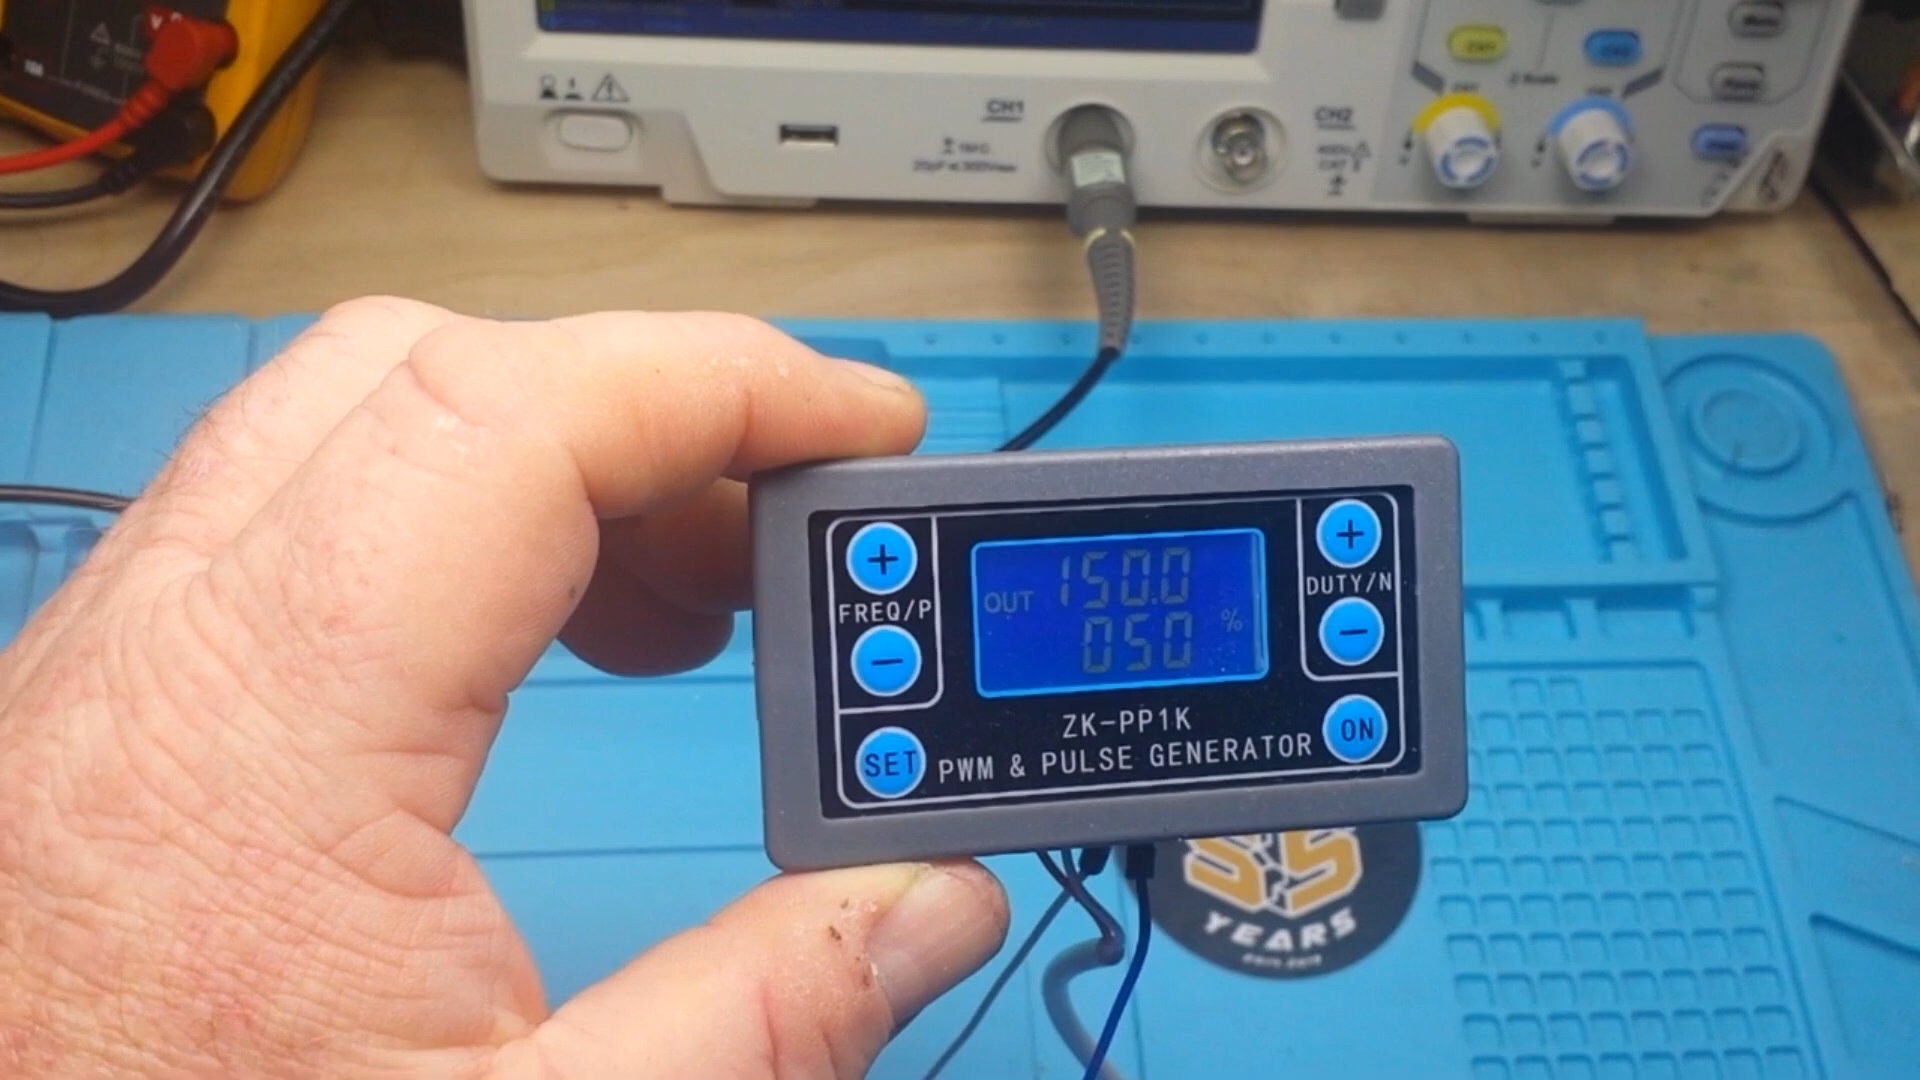 CH1
CH2
+
FREQ/P
−
SET
OUT
150.0
050
%
+
DUTY/N
−
ON
ZK-PP1K
PWM & PULSE GENERATOR
YEARS